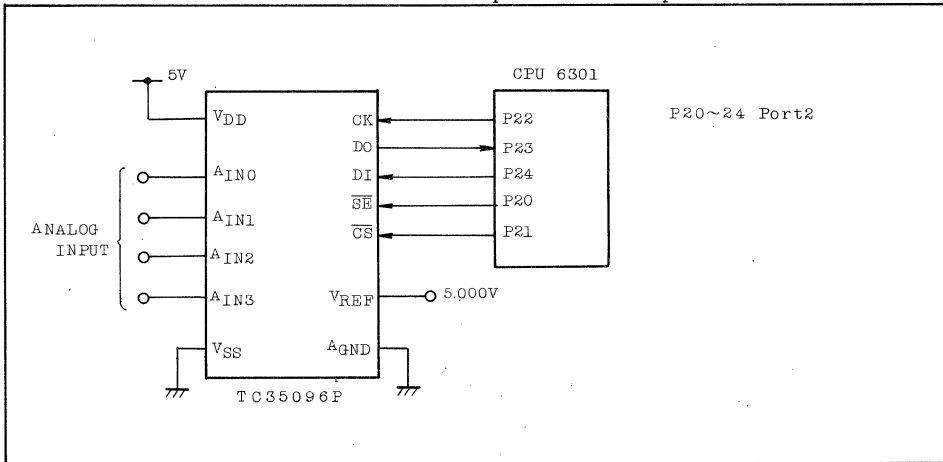 5V
CPU 6301
VDD
CK
P22
P20~24 Port2
DO
P23
AIN0
DI
P24
AIN1
SE
P20
ANALOG
INPUT
AIN2
CS
P21
AIN3
VREF
5.000V
VSS
AGND
TC35096P